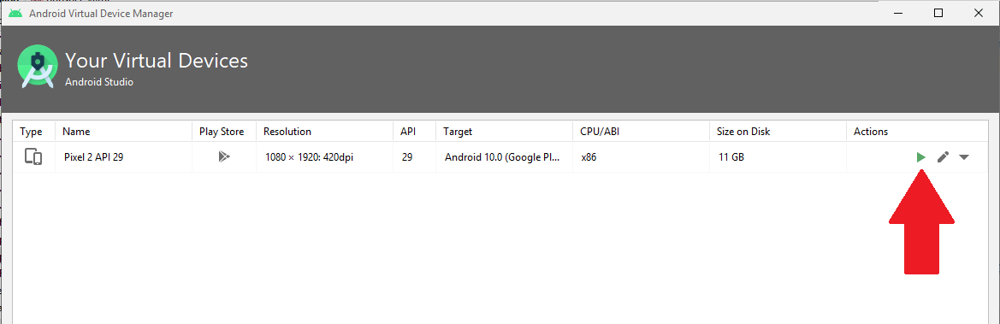 Android Virtual Device Manager
Your Virtual Devices
Android Studio
Type Name Play Store Resolution API Target CPU/ABI Size on Disk Actions
Pixel 2 API 29 1080 × 1920: 420dpi 29 Android 10.0 (Google Pl... x86 11 GB